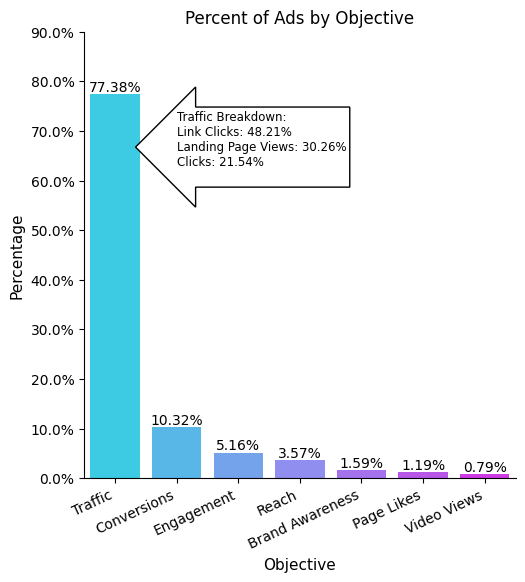 Percent of Ads by Objective
90.0%
80.0%
70.0%
60.0%
50.0%
40.0%
30.0%
20.0%
10.0%
0.0%
Percentage
77.38%
Traffic Breakdown:
Link Clicks: 48.21%
Landing Page Views: 30.26%
Clicks: 21.54%
10.32%
5.16%
3.57%
1.59%
1.19%
0.79%
Traffic
Conversions
Engagement
Reach
Brand Awareness
Page Likes
Video Views
Objective